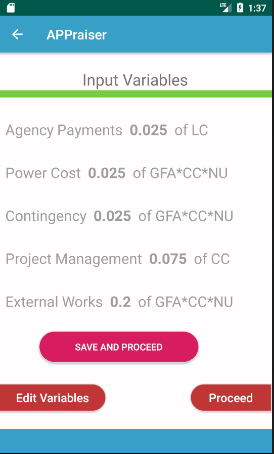 LTE 1:37
APPraiser
Input Variables
Agency Payments 0.025 of LC
Power Cost 0.025 of GFA*CC*NU
Contingency 0.025 of GFA*CC*NU
Project Management 0.075 of CC
External Works 0.2 of GFA*CC*NU
SAVE AND PROCEED
Edit Variables Proceed